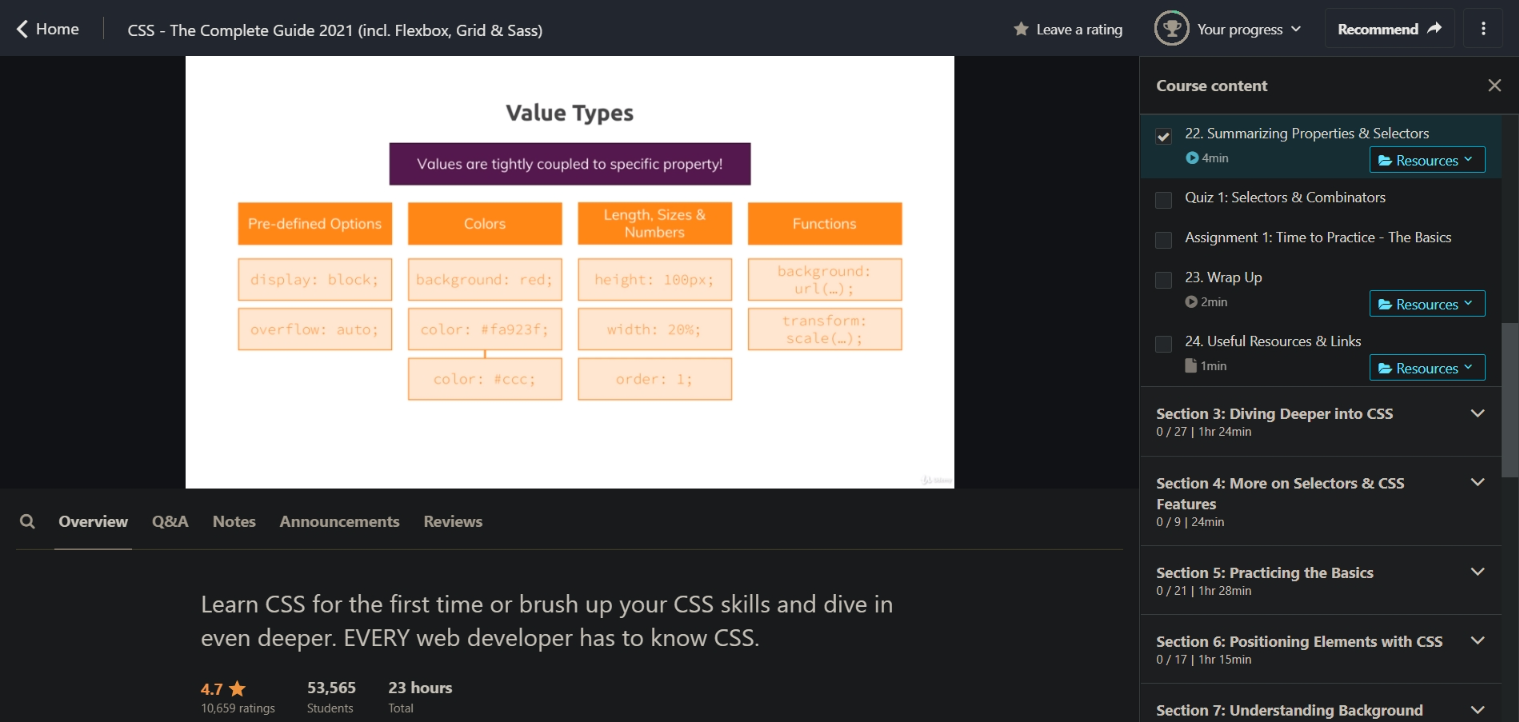 Home
CSS - The Complete Guide 2021 (incl. Flexbox, Grid & Sass)
Leave a rating
Your progress
Recommend
Value Types
Values are tightly coupled to specific property!
Pre-defined Options
display: block;
overflow: auto;
Colors
background: red;
color: #fa923f;
color: #ccc;
Length, Sizes &
Numbers
height: 100px;
width: 20%;
order: 1;
Functions
background:
url(…);
transform:
scale(…);
Overview
Q&A
Notes
Announcements
Reviews
Learn CSS for the first time or brush up your CSS skills and dive in
even deeper. EVERY web developer has to know CSS.
4.7
10,659 ratings
53,565
Students
23 hours
Total
Course content
22. Summarizing Properties & Selectors
4min
Resources
Quiz 1: Selectors & Combinators
Assignment 1: Time to Practice - The Basics
23. Wrap Up
2min
Resources
24. Useful Resources & Links
1min
Resources
Section 3: Diving Deeper into CSS
0 / 27 | 1hr 24min
Section 4: More on Selectors & CSS
Features
0 / 9 | 24min
Section 5: Practicing the Basics
0 / 21 | 1hr 28min
Section 6: Positioning Elements with CSS
0 / 17 | 1hr 15min
Section 7: Understanding Background